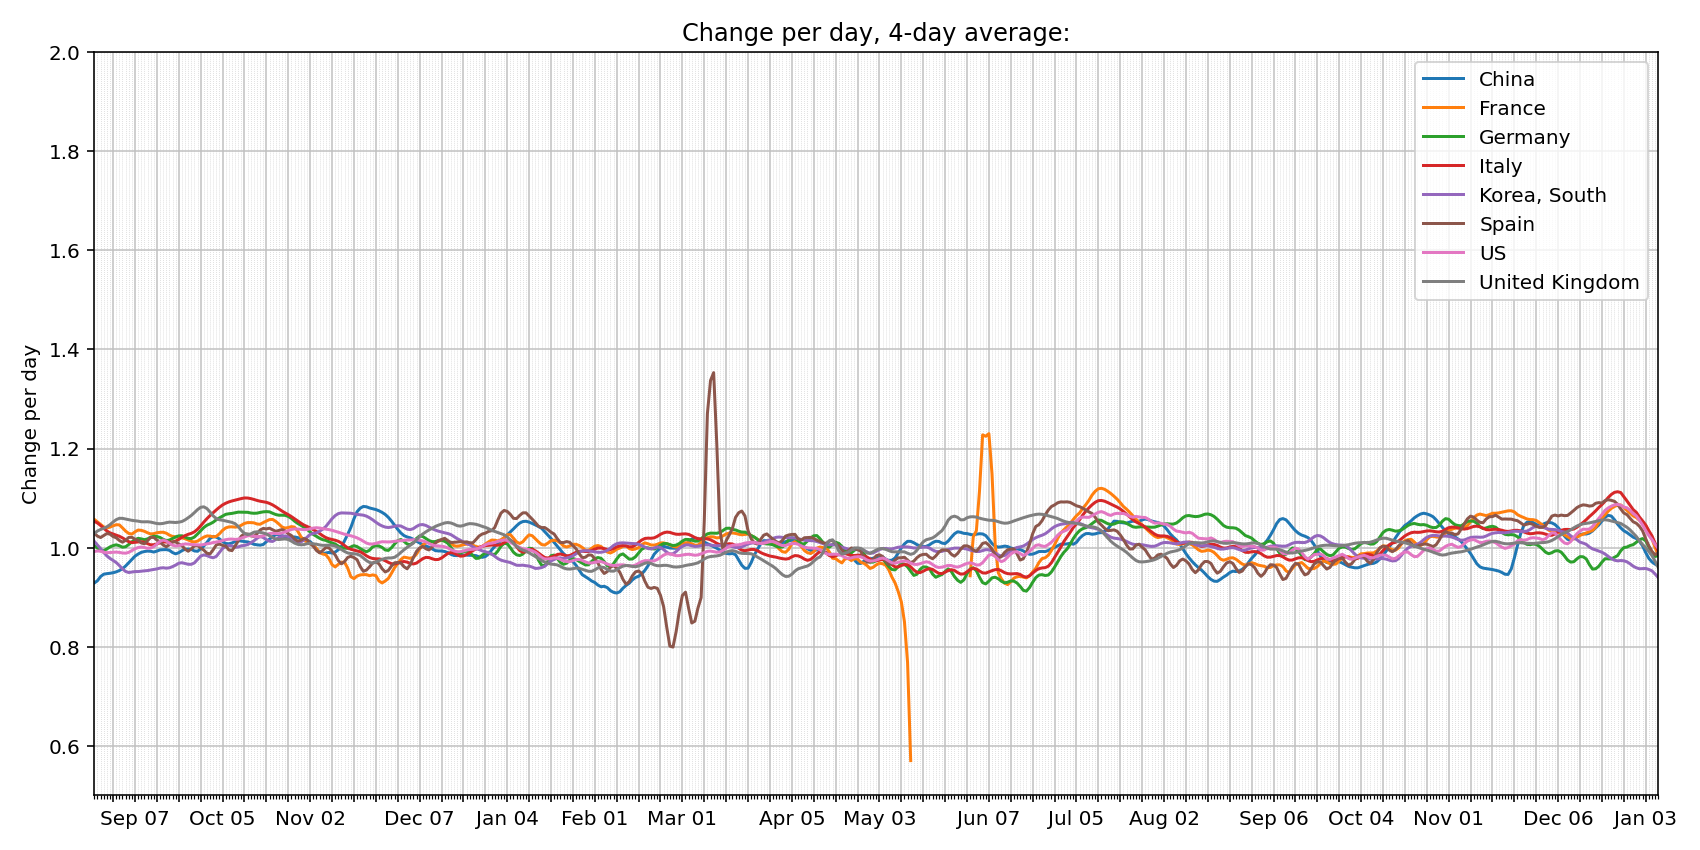 Change per day, 4-day average:
2.0
1.8
1.6
1.4
1.2
1.0
0.8
0.6
Change per day
China
France
Germany
Italy
Korea, South
Spain
US
United Kingdom
Sep 07 Oct 05 Nov 02 Dec 07 Jan 04 Feb 01 Mar 01 Apr 05 May 03 Jun 07 Jul 05 Aug 02 Sep 06 Oct 04 Nov 01 Dec 06 Jan 03